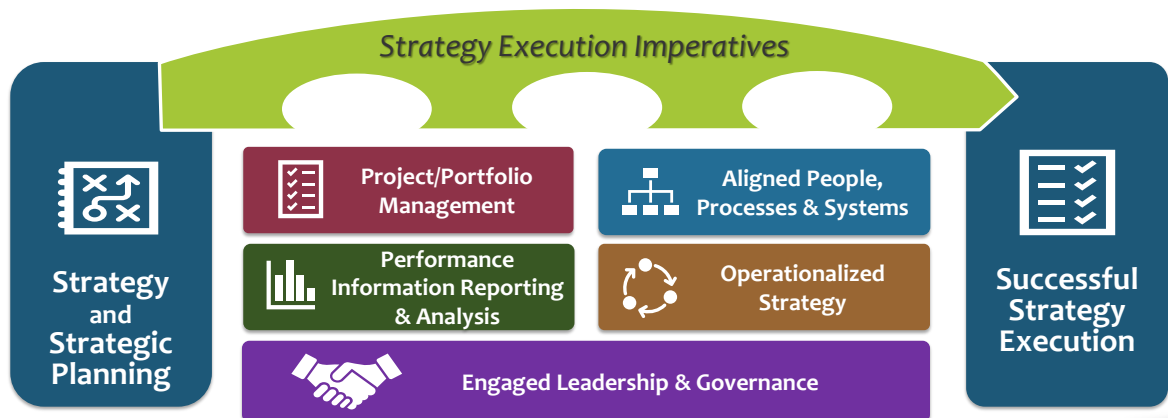 Strategy Execution Imperatives
Strategy
and
Strategic
Planning
Project/Portfolio
Management
Aligned People,
Processes & Systems
Performance
Information Reporting
& Analysis
Operationalized
Strategy
Engaged Leadership & Governance
Successful
Strategy
Execution